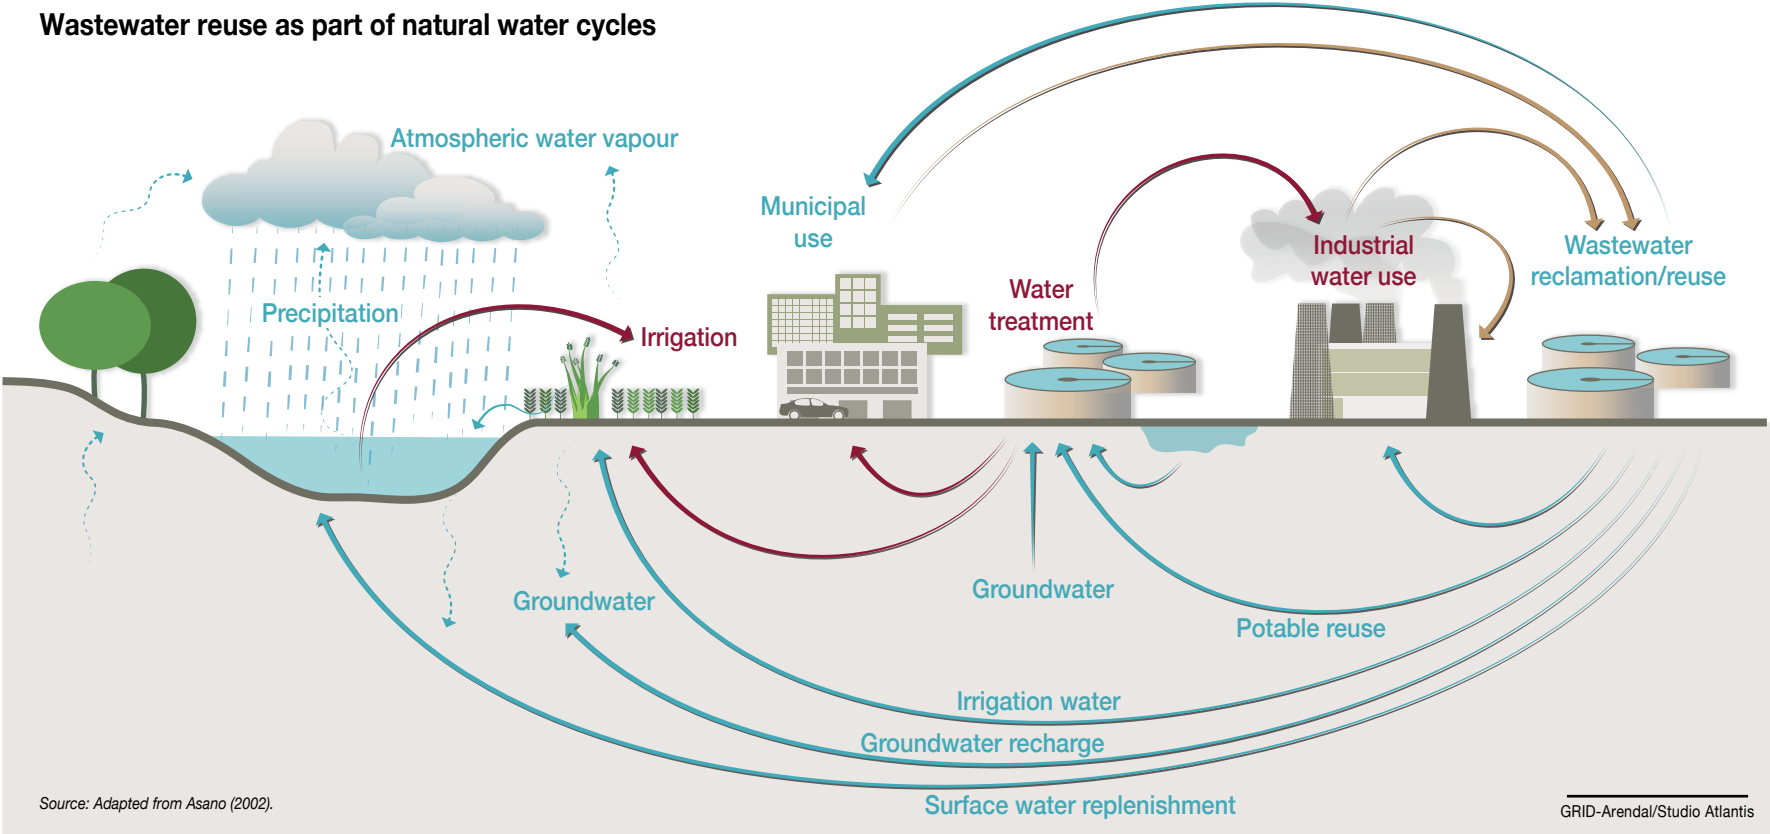 Wastewater reuse as part of natural water cycles
Atmospheric water vapour
Municipal
use
Industrial
water use
Wastewater
reclamation/reuse
Water
treatment
Precipitation
Irrigation
Groundwater
Groundwater
Potable reuse
Irrigation water
Groundwater recharge
Surface water replenishment
Source: Adapted from Asano (2002).
GRID-Arendal/Studio Atlantis